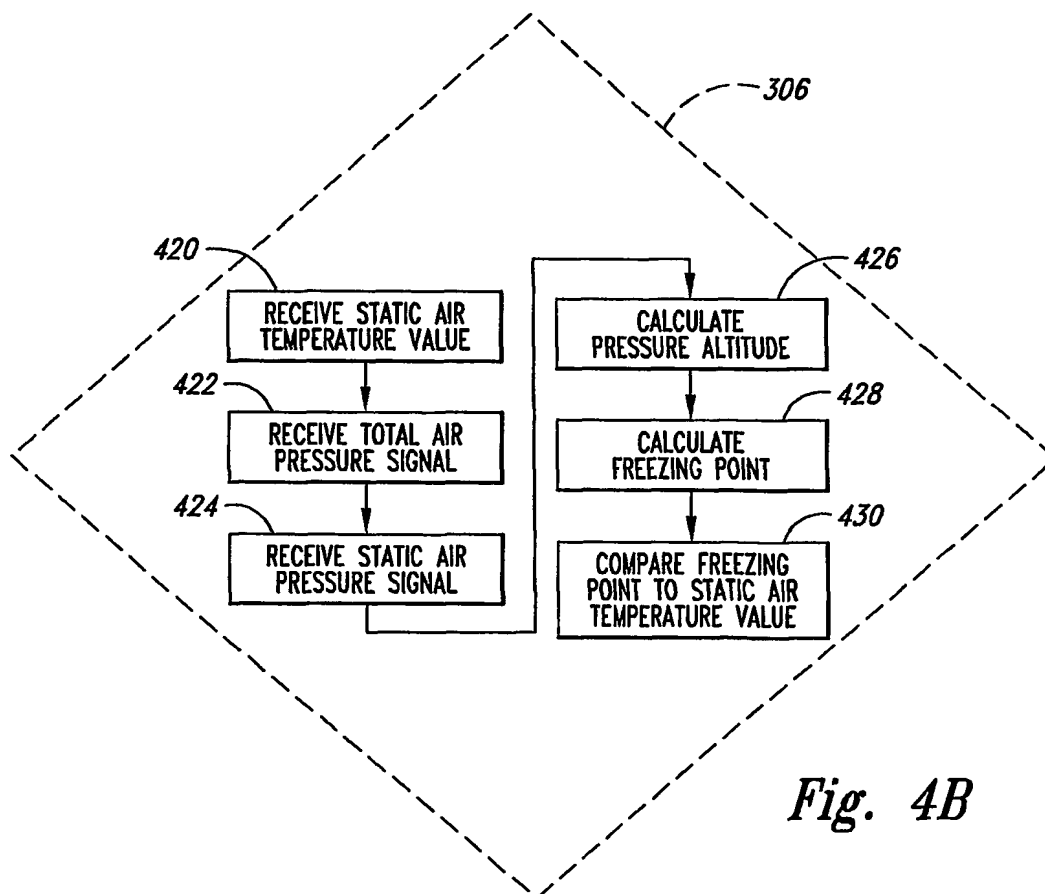 306
420
RECEIVE STATIC AIR
TEMPERATURE VALUE
422
RECEIVE TOTAL AIR
PRESSURE SIGNAL
424
RECEIVE STATIC AIR
PRESSURE SIGNAL
426
CALCULATE
PRESSURE ALTITUDE
428
CALCULATE
FREEZING POINT
430
COMPARE FREEZING
POINT TO STATIC AIR
TEMPERATURE VALUE
Fig. 4B